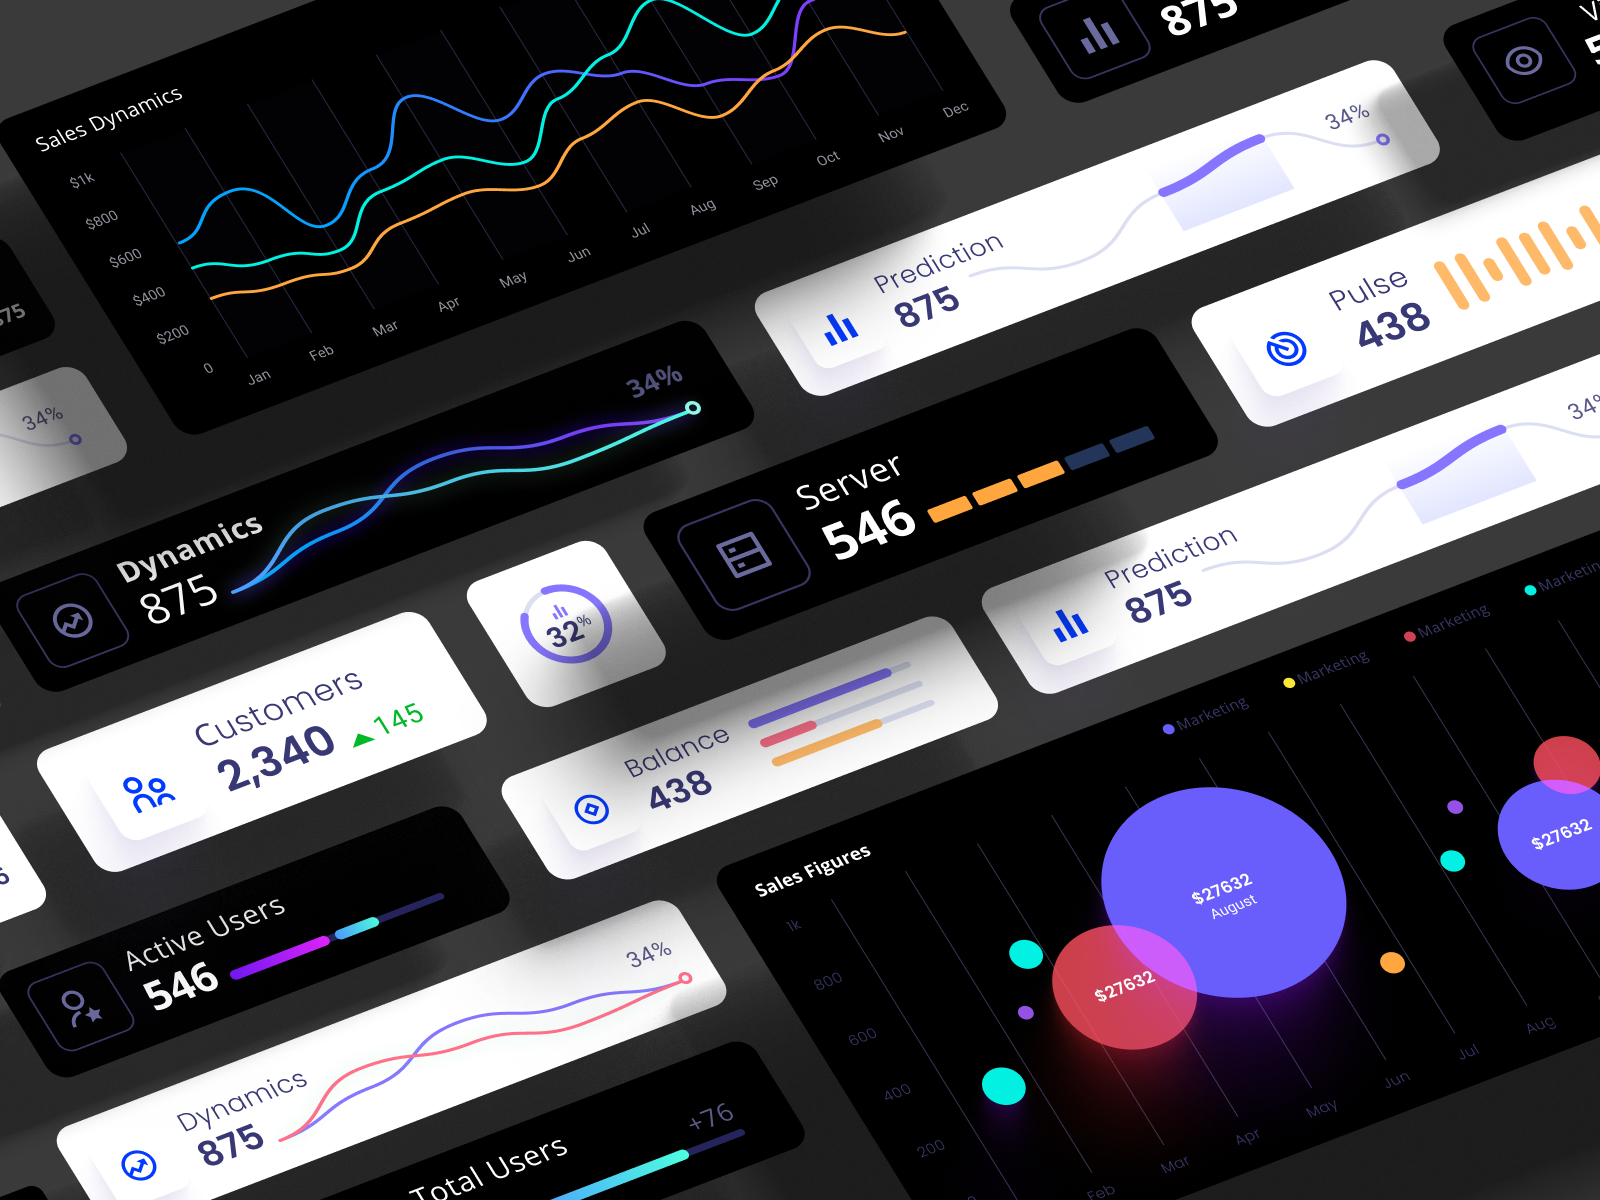 Sales Dynamics
$1k
$800
$600
$400
$200
0
Jan
Feb
Mar
Apr
May
Jun
Jul
Aug
Sep
Oct
Nov
Dec
875
Prediction
875
34%
Pulse
438
34%
Dynamics
875
34%
Server
546
Prediction
875
34%
Customers
2,340
145
32%
Balance
438
Active Users
546
Dynamics
875
34%
Total Users
+76
Sales Figures
Marketing
Marketing
Marketing
1k
800
600
400
200
0
Feb
Mar
Apr
May
Jun
Jul
Aug
$27632
August
$27632
$27632